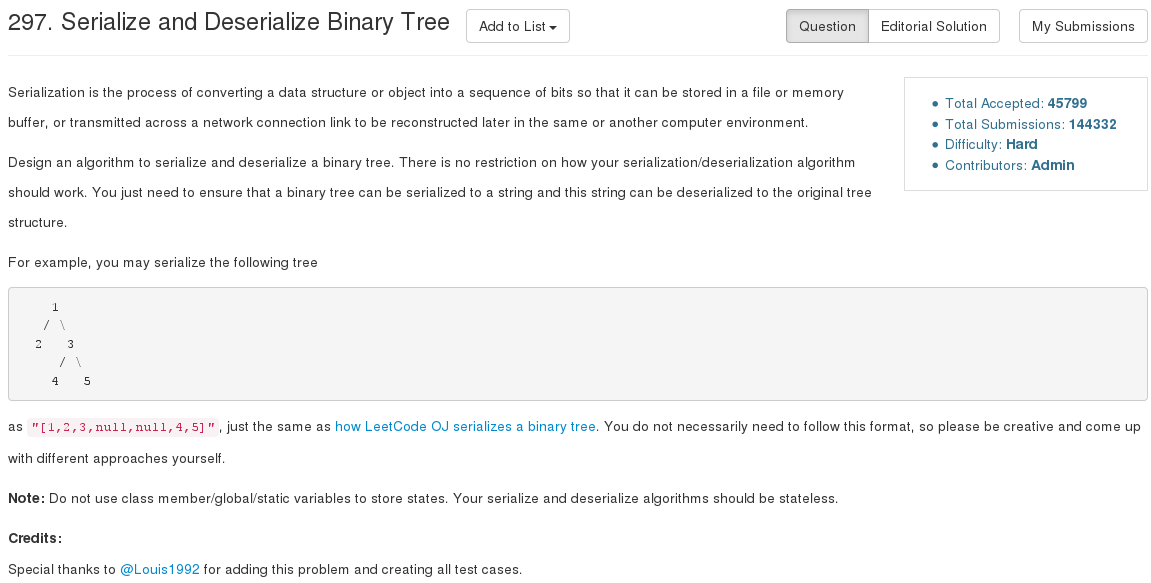 297. Serialize and Deserialize Binary Tree
Add to List
Question
Editorial Solution
My Submissions
Total Accepted: 45799
Total Submissions: 144332
Difficulty: Hard
Contributors: Admin
Serialization is the process of converting a data structure or object into a sequence of bits so that it can be stored in a file or memory
buffer, or transmitted across a network connection link to be reconstructed later in the same or another computer environment.
Design an algorithm to serialize and deserialize a binary tree. There is no restriction on how your serialization/deserialization algorithm
should work. You just need to ensure that a binary tree can be serialized to a string and this string can be deserialized to the original tree
structure.
For example, you may serialize the following tree
    1
   / \
  2   3
     / \
    4   5
as "[1,2,3,null,null,4,5]", just the same as how LeetCode OJ serializes a binary tree. You do not necessarily need to follow this format, so please be creative and come up
with different approaches yourself.
Note: Do not use class member/global/static variables to store states. Your serialize and deserialize algorithms should be stateless.
Credits:
Special thanks to @Louis1992 for adding this problem and creating all test cases.